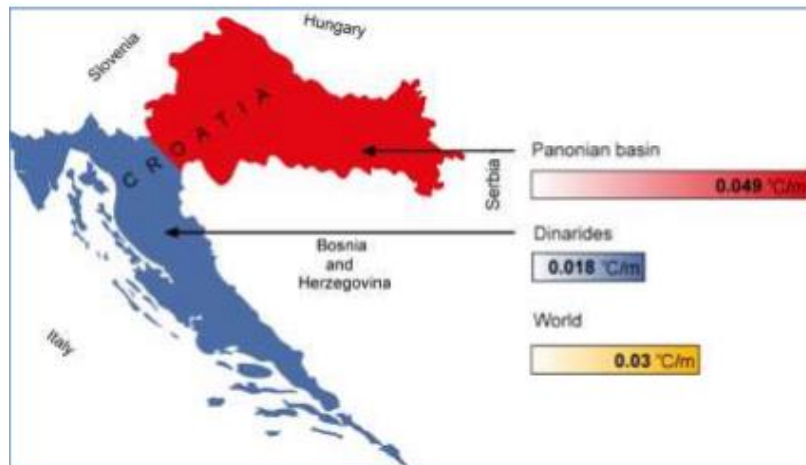 Hungary
Slovenia
CROATIA
Serbia
Bosnia
and
Herzegovina
Italy
Panonian basin
0.049 °C/m
Dinarides
0.018 °C/m
World
0.03 °C/m